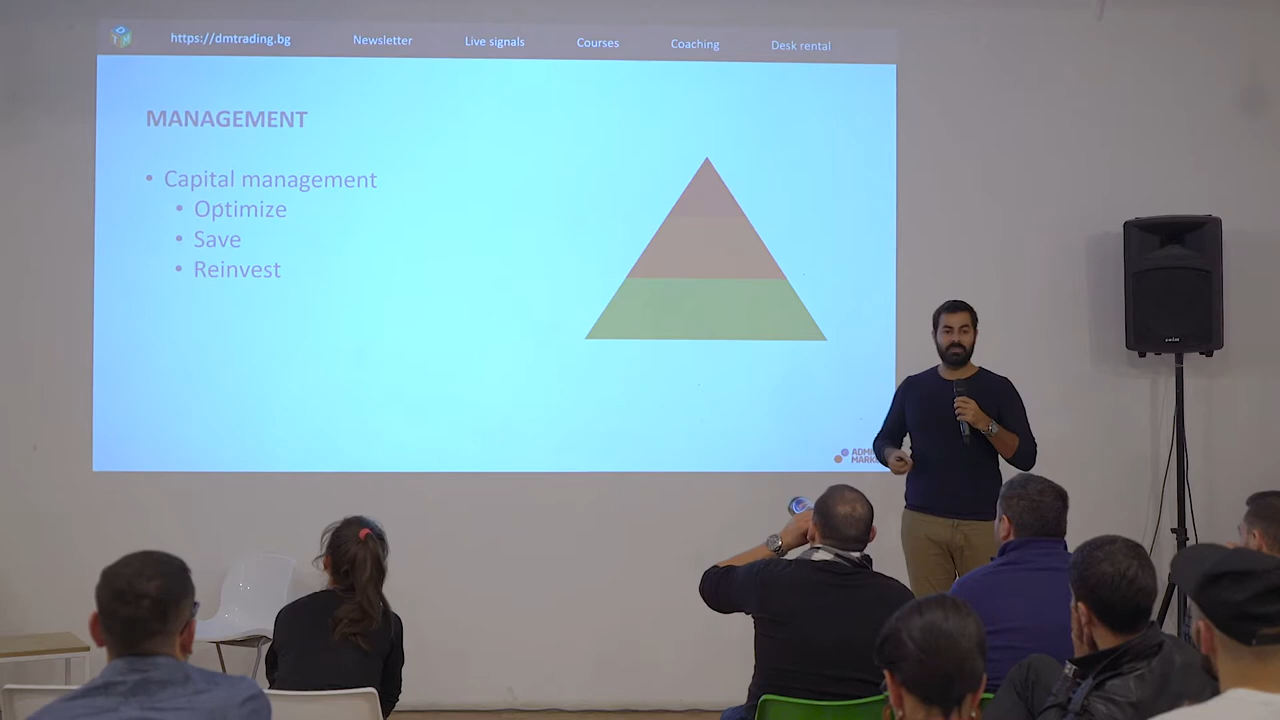 https://dmtrading.bg Newsletter Live signals Courses Coaching Desk rental
MANAGEMENT
• Capital management
• Optimize
• Save
• Reinvest